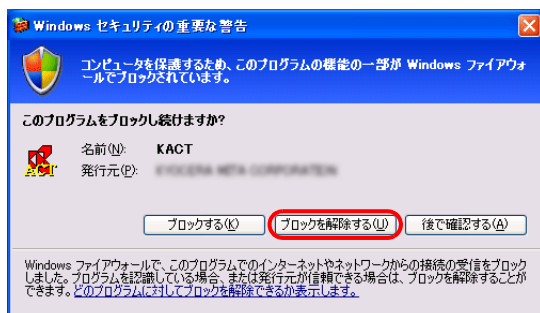 Windows セキュリティの重要な警告
コンピュータを保護するため、このプログラムの機能の一部が Windows ファイアウォ
ールでブロックされています。
このプログラムをブロックし続けますか?
名前(N): KACT
発行元(P):
ACT
ブロックする(K) ブロックを解除する(U) 後で確認する(A)
Windows ファイアウォールで、このプログラムでのインターネットやネットワークからの接続の受信をブロック
しました。プログラムを認識している場合、または発行元が信頼できる場合は、ブロックを解除することが
できます。どのプログラムに対してブロックを解除できるか表示します。